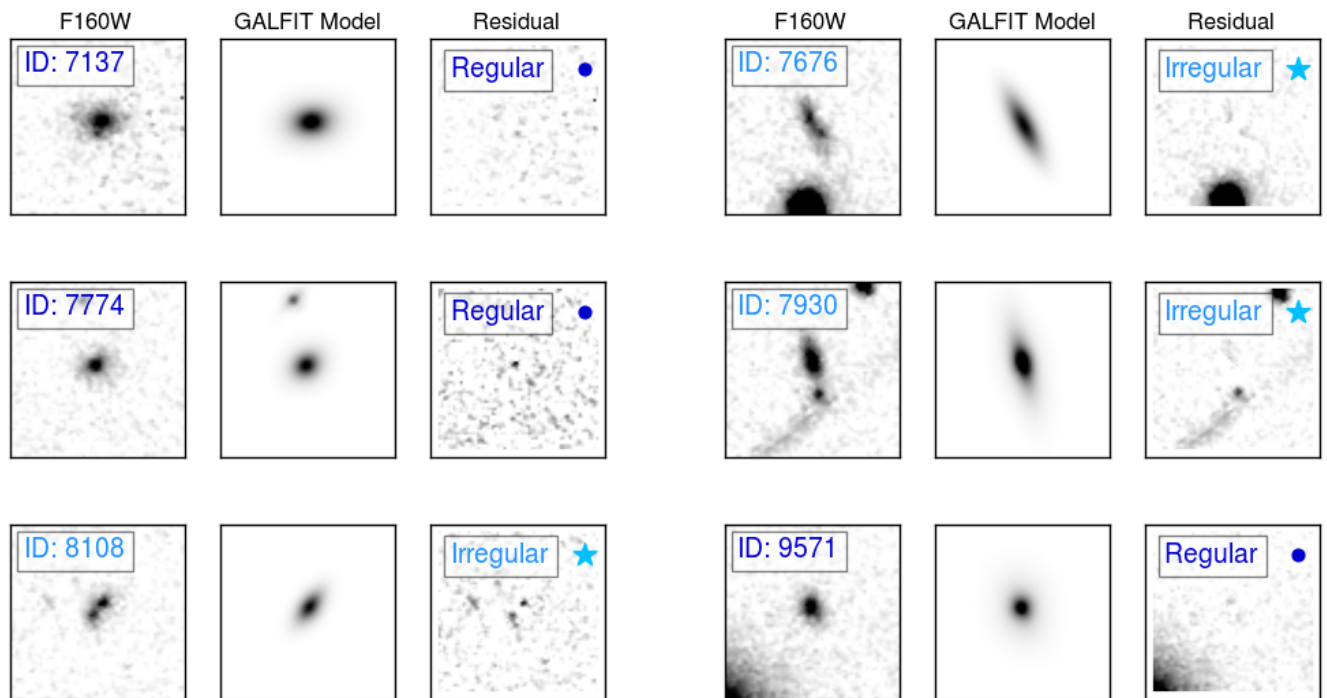 F160W GALFIT Model Residual F160W GALFIT Model Residual
ID: 7137 Regular ID: 7676 Irregular
ID: 7774 Regular ID: 7930 Irregular
ID: 8108 Irregular ID: 9571 Regular